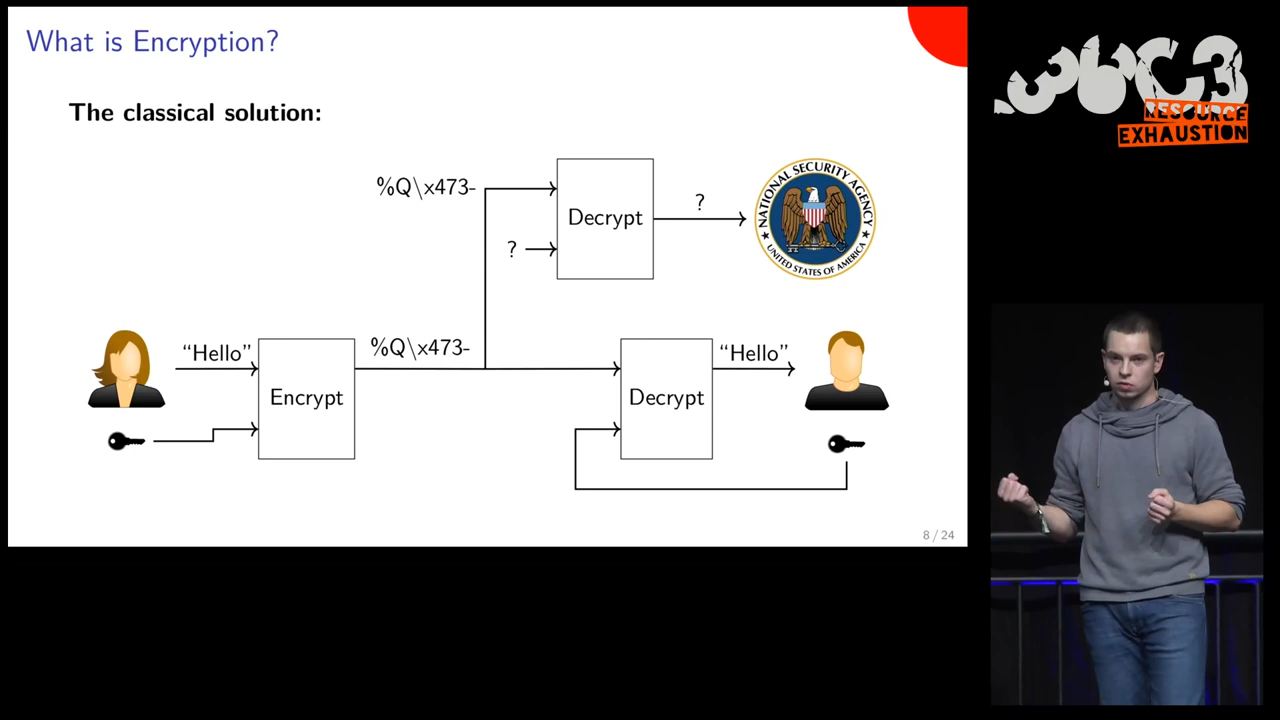 What is Encryption?
The classical solution:
%Q\x473-
?
Decrypt
?
NATIONAL SECURITY AGENCY
UNITED STATES OF AMERICA
"Hello"
Encrypt
%Q\x473-
Decrypt
"Hello"
8 / 24
36C3
RESOURCE
EXHAUSTION